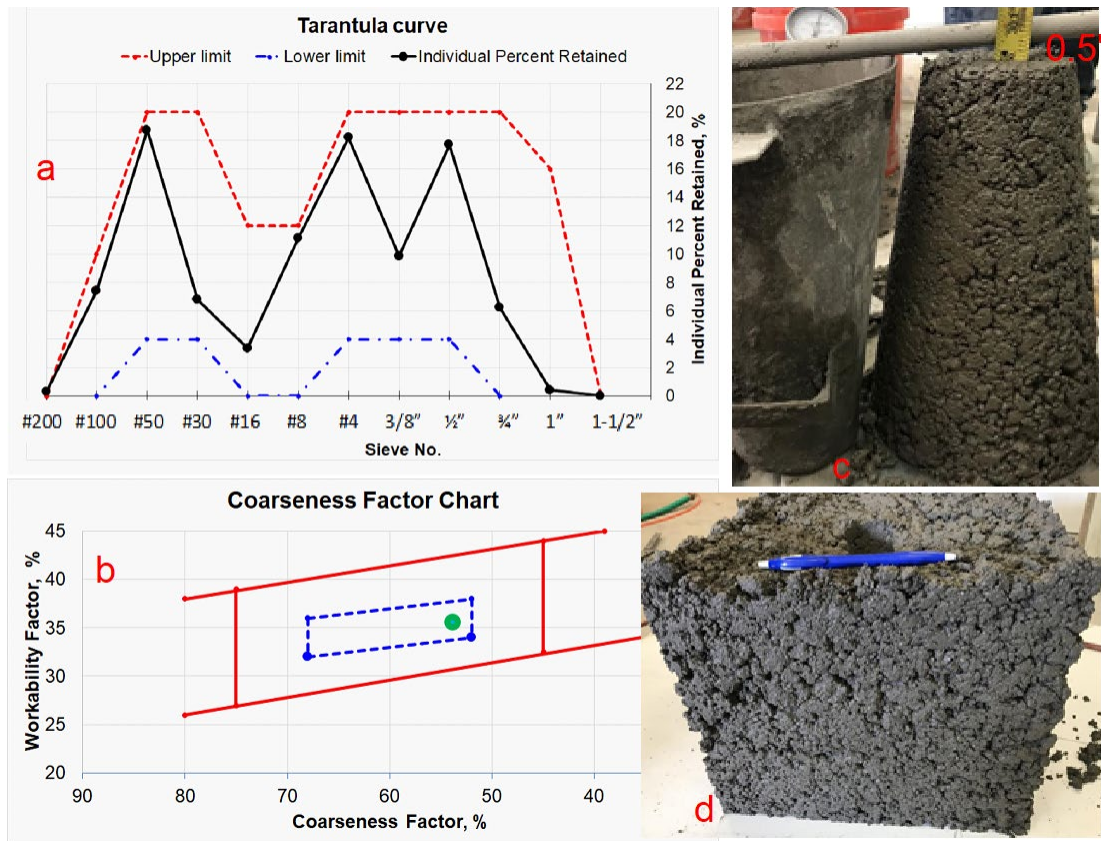 Tarantula curve
Upper limit Lower limit Individual Percent Retained
22
20
18
16
14
12
10
8
6
4
2
0
Individual Percent Retained, %
a
#200 #100 #50 #30 #16 #8 #4 3/8” ½” ¾” 1” 1-1/2”
Sieve No.
Coarseness Factor Chart
b
45
40
35
30
25
20
Workability Factor, %
90 80 70 60 50 40
Coarseness Factor, %
0.5"
c
d